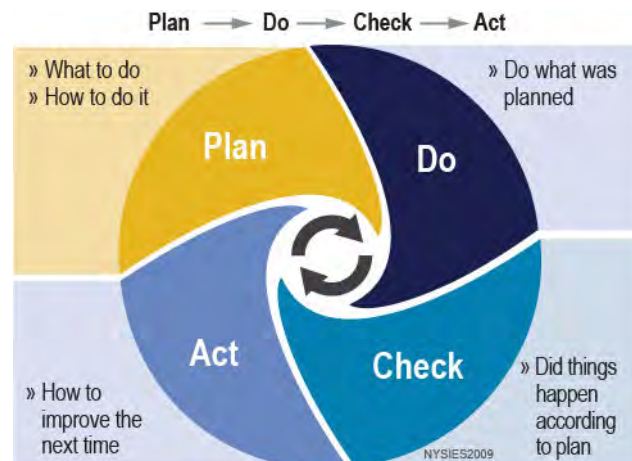 Plan → Do → Check → Act
» What to do
» How to do it
» Do what was
planned
Plan
Do
Act
Check
» How to
improve the
next time
» Did things
happen
according
to plan
NYSIES2009